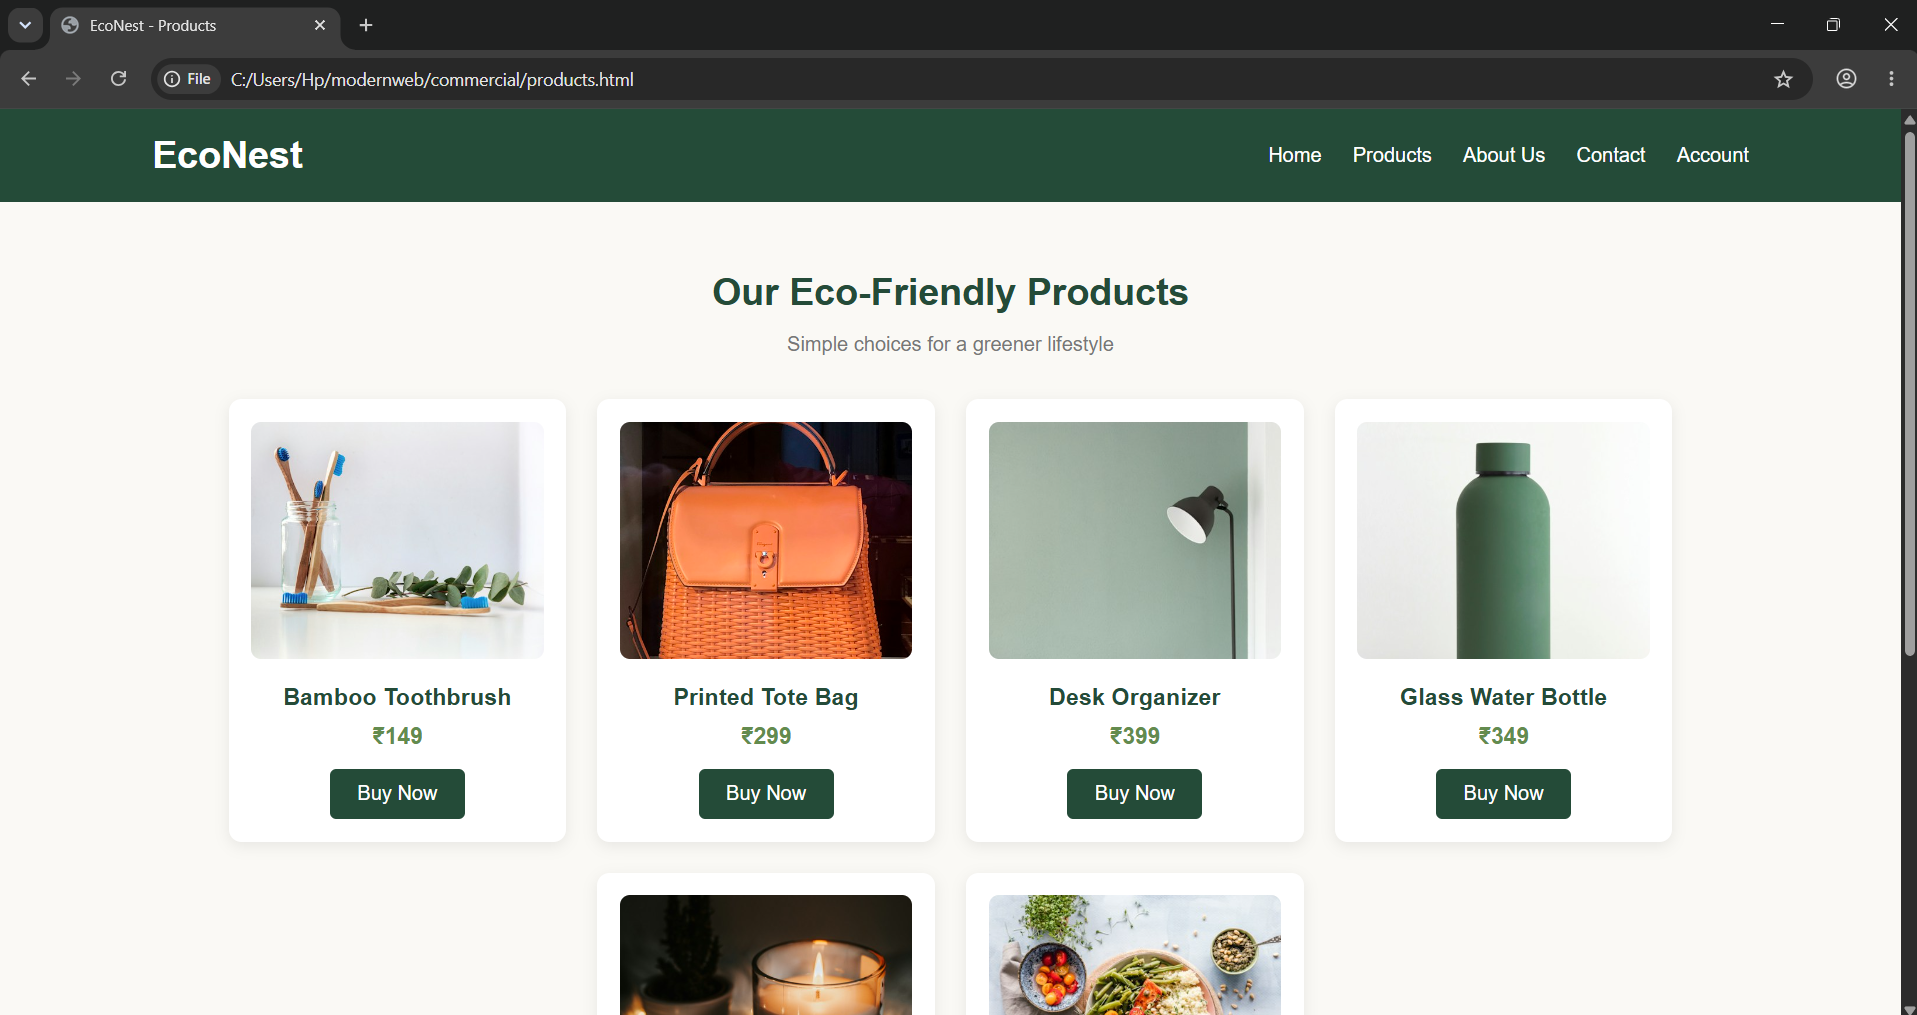 EcoNest - Products
File C:/Users/Hp/modernweb/commercial/products.html
EcoNest
Home Products About Us Contact Account
Our Eco-Friendly Products
Simple choices for a greener lifestyle
Bamboo Toothbrush
₹149
Buy Now
Printed Tote Bag
₹299
Buy Now
Desk Organizer
₹399
Buy Now
Glass Water Bottle
₹349
Buy Now